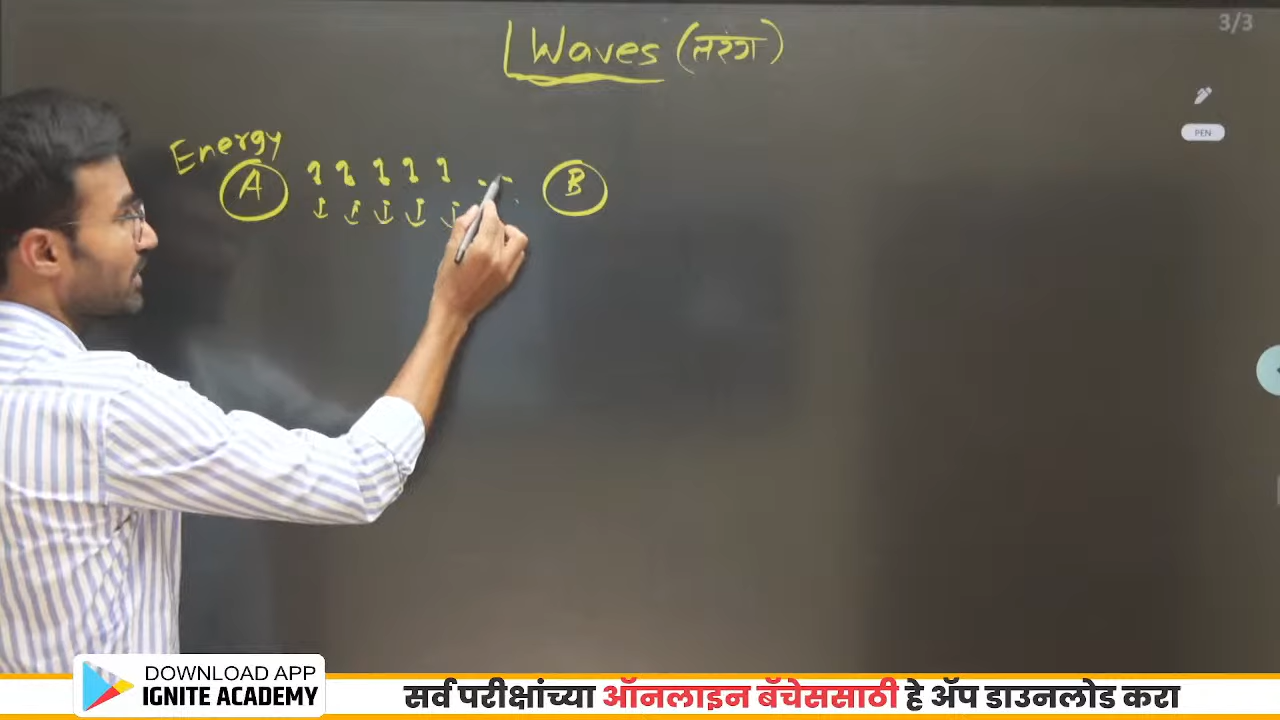 Waves (तरंग)
3/3
PEN
Energy
A
B
DOWNLOAD APP
IGNITE ACADEMY
सर्व परीक्षांच्या ऑनलाइन बॅचेससाठी हे ॲप डाउनलोड करा